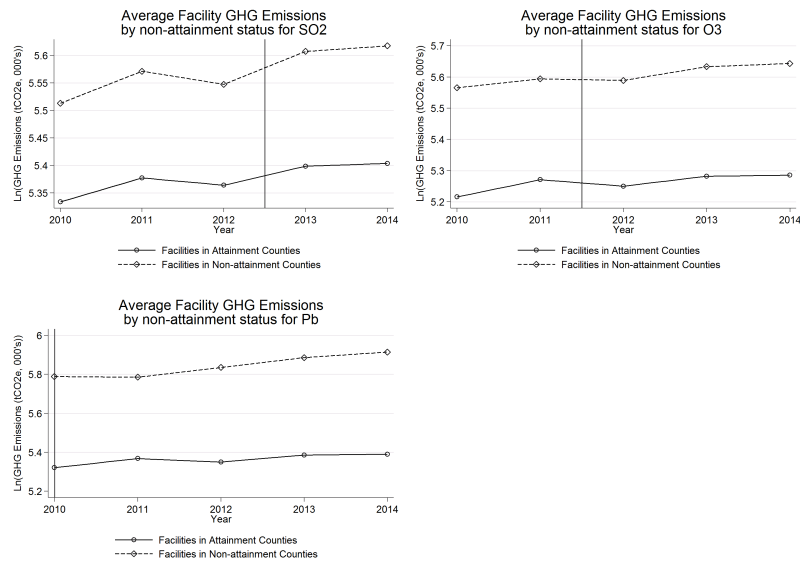 Average Facility GHG Emissions
by non-attainment status for SO2
Ln(GHG Emissions (tCO2e, 000's))
5.6
5.55
5.5
5.45
5.4
5.35
2010 2011 2012 2013 2014
Year
Facilities in Attainment Counties
Facilities in Non-attainment Counties
Average Facility GHG Emissions
by non-attainment status for O3
Ln(GHG Emissions (tCO2e, 000's))
5.7
5.6
5.5
5.4
5.3
5.2
2010 2011 2012 2013 2014
Year
Facilities in Attainment Counties
Facilities in Non-attainment Counties
Average Facility GHG Emissions
by non-attainment status for Pb
Ln(GHG Emissions (tCO2e, 000's))
6
5.8
5.6
5.4
5.2
2010 2011 2012 2013 2014
Year
Facilities in Attainment Counties
Facilities in Non-attainment Counties